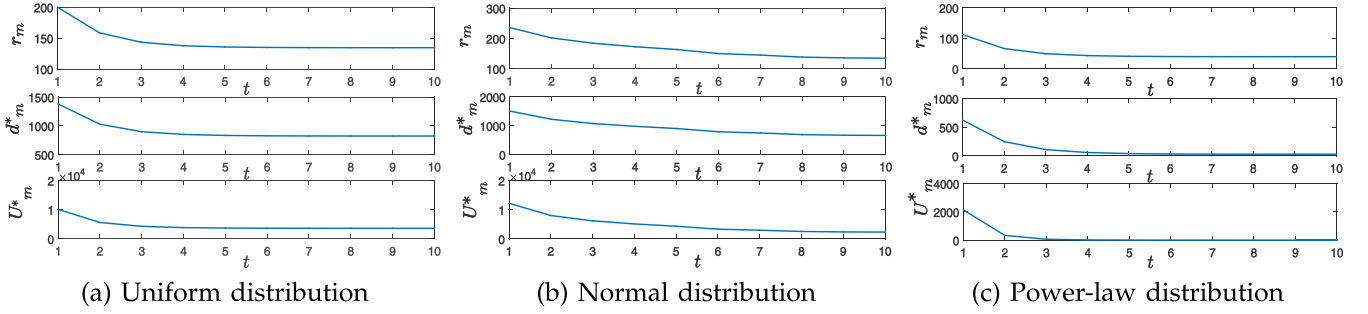 200
150
100
r_m
1 2 3 4 5 6 7 8 9 10
t
1500
1000
500
d*_m
1 2 3 4 5 6 7 8 9 10
t
×10^4
2
1
0
U*_m
1 2 3 4 5 6 7 8 9 10
t
(a) Uniform distribution
300
200
100
r_m
1 2 3 4 5 6 7 8 9 10
t
2000
1000
0
d*_m
1 2 3 4 5 6 7 8 9 10
t
×10^4
2
1
0
U*_m
1 2 3 4 5 6 7 8 9 10
t
(b) Normal distribution
200
100
0
r_m
1 2 3 4 5 6 7 8 9 10
t
1000
500
0
d*_m
1 2 3 4 5 6 7 8 9 10
t
4000
2000
0
U*_m
1 2 3 4 5 6 7 8 9 10
t
(c) Power-law distribution